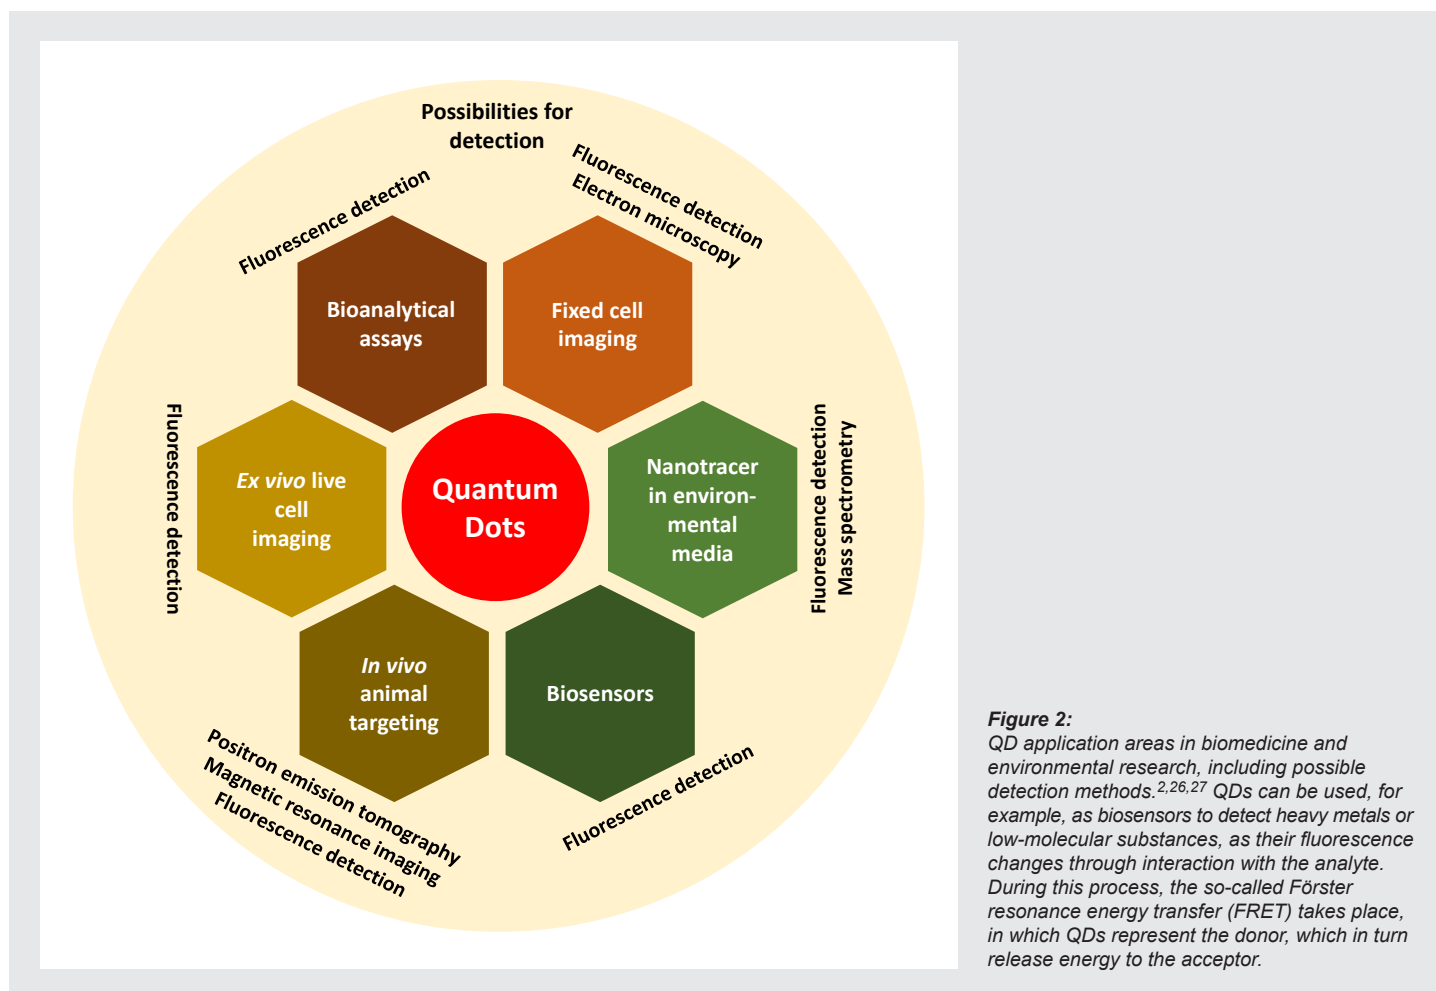 Possibilities for
detection
Fluorescence detection
Fluorescence detection
Electron microscopy
Bioanalytical
assays
Fixed cell
imaging
Fluorescence detection
Ex vivo live
cell
imaging
Quantum
Dots
Nanotracer
in environ-
mental
media
Fluorescence detection
Mass spectrometry
In vivo
animal
targeting
Biosensors
Positron emission tomography
Magnetic resonance imaging
Fluorescence detection
Fluorescence detection
Figure 2:
QD application areas in biomedicine and
environmental research, including possible
detection methods.2,26,27 QDs can be used, for
example, as biosensors to detect heavy metals or
low-molecular substances, as their fluorescence
changes through interaction with the analyte.
During this process, the so-called Förster
resonance energy transfer (FRET) takes place,
in which QDs represent the donor, which in turn
release energy to the acceptor.